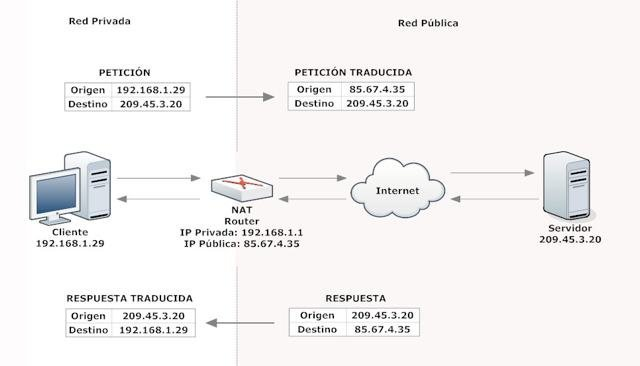 Red Privada
Red Pública
PETICIÓN
Origen 192.168.1.29
Destino 209.45.3.20
PETICIÓN TRADUCIDA
Origen 85.67.4.35
Destino 209.45.3.20
Internet
Cliente
192.168.1.29
NAT
Router
IP Privada: 192.168.1.1
IP Pública: 85.67.4.35
Servidor
209.45.3.20
RESPUESTA TRADUCIDA
Origen 209.45.3.20
Destino 192.168.1.29
RESPUESTA
Origen 209.45.3.20
Destino 85.67.4.35